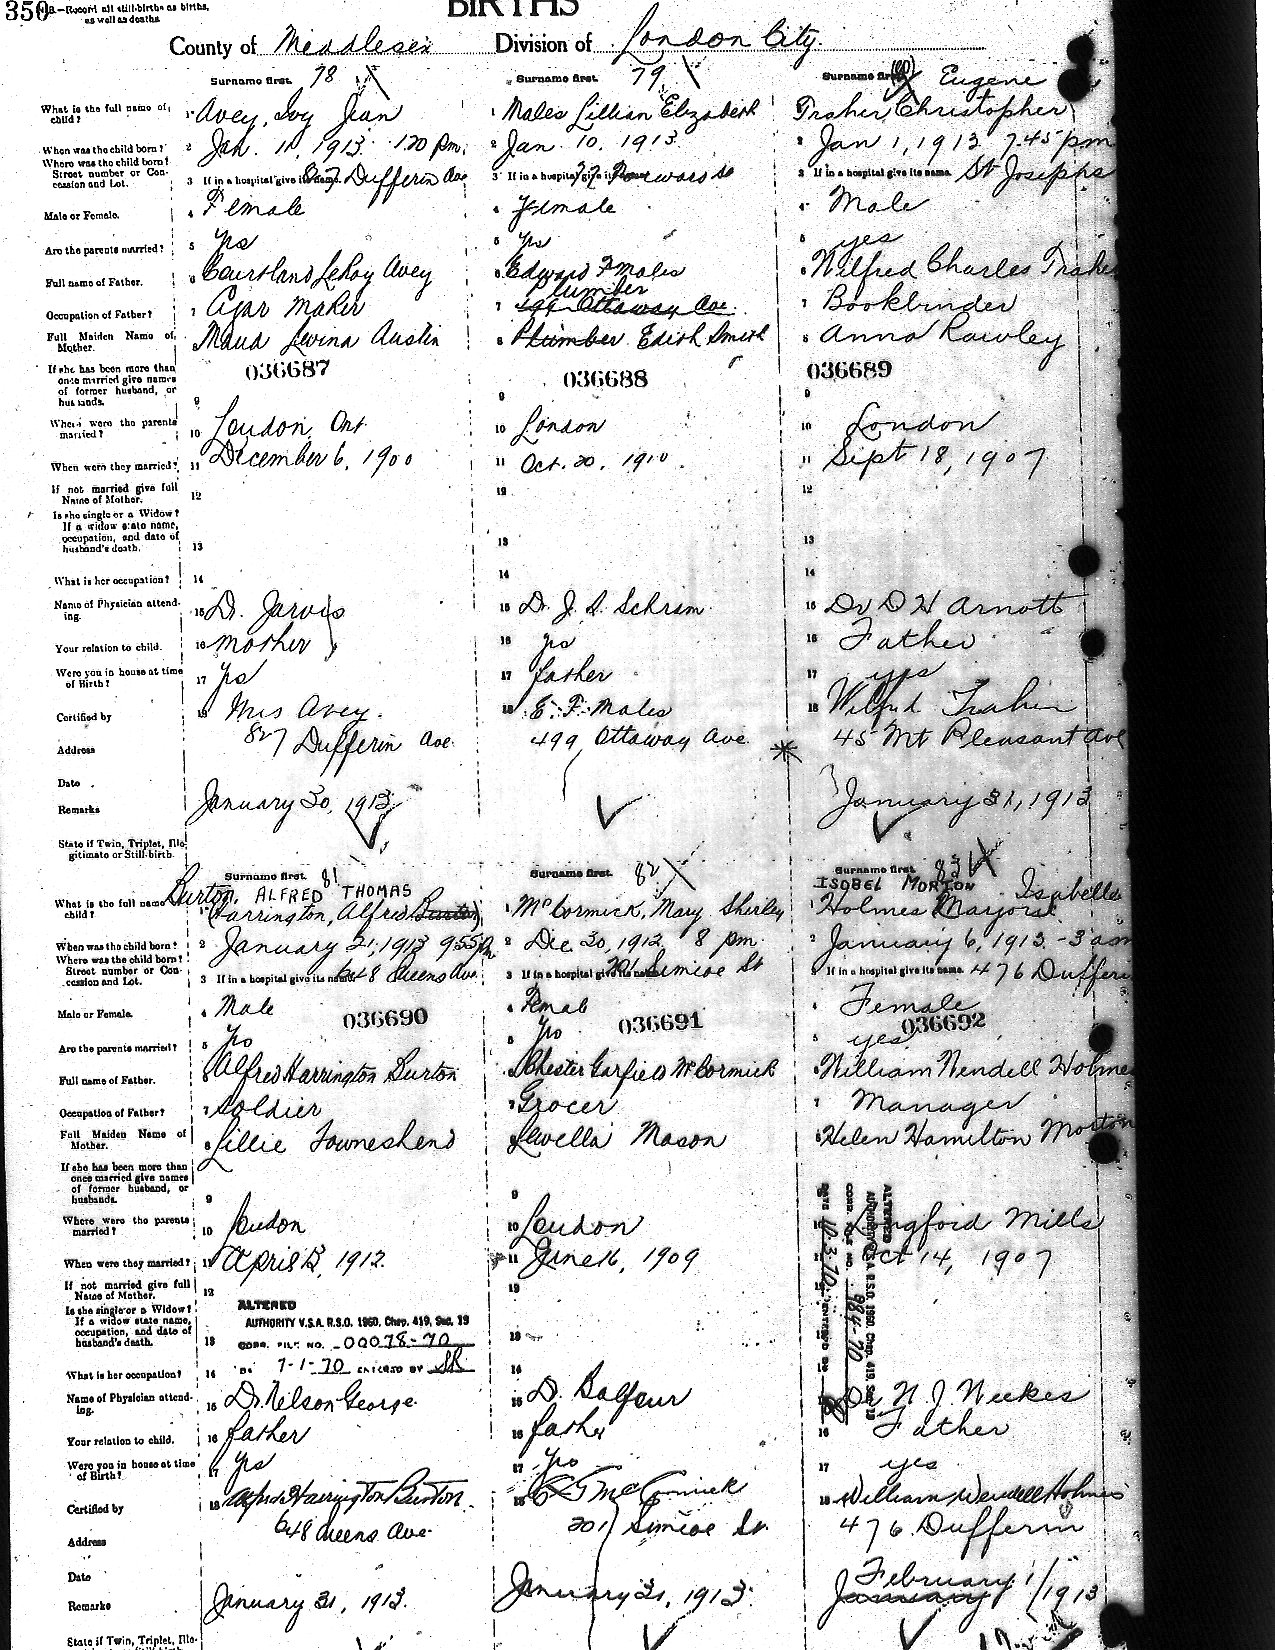 350
N.B.—Record all still-births as births,
as well as deaths.
BIRTHS
County of Middlesex Division of London City.
Surname first. 78
Surname first. 79
Surname first. Eugene
What is the full name of child?
1 Avey, Ivy Jean
1 Males Lillian Elizabeth
Traher Christopher
When was the child born?
2 Jan. 11, 1913. 1.20 pm.
2 Jan. 10, 1913
2 Jan 1, 1913 7.45 pm
Where was the child born?
Street number or Concession and Lot.
3 If in a hospital give its name. 827 Dufferin Ave
3 If in a hospital give its name.
3 If in a hospital give its name. St Josephs
Male or Female.
4 Female
4 Female
4 Male
Are the parents married?
5 Yes
5 Yes
5 yes
Full name of Father.
6 Courtland LeRoy Avey
6 Edward F Males
6 Wilfred Charles Traher
Occupation of Father?
7 Cigar Maker
Plumber
7 499 Ottaway Ave.
7 Bookbinder
Full Maiden Name of Mother.
8 Maud Levina Austin
8 Plumber Edith Smith
8 Anna Rowley
If she has been more than once married give names of former husband, or husbands.
036687
036688
036689
9
9
9
Where were the parents married?
10 London, Ont.
10 London
10 London
When were they married?
11 December 6, 1900
11 Oct. 20, 1910.
11 Sept 18, 1907
If not married give full Name of Mother.
12
12
12
Is she single or a Widow?
If a widow state name, occupation, and date of husband's death.
13
13
13
What is her occupation?
14
14
14
Name of Physician attending.
15 Dr. Jarvis
15 Dr J. S. Schram
15 Dr D H Arnott
Your relation to child.
16 mother
16 yes
16 Father
Were you in house at time of Birth?
17 yes
17 father
17 yes
Certified by
18 Mrs Avey.
18 E. F. Males
18 Wilfred Traher
Address
827 Dufferin Ave.
499 Ottaway Ave.
45 Mt Pleasant Ave
Date
Remarks
January 30, 1913
January 31, 1913
State if Twin, Triplet, Illegitimate or Still-birth.
Surname first. 81
Surname first. 82
Surname first. 83
What is the full name of child?
Burton, ALFRED THOMAS
1 Harrington, Alfred Burton
1 McCormick, Mary Shirley
ISOBEL MORTON Isabelle
1 Holmes Marjorie
When was the child born?
2 January 21, 1913 9.55 pm
2 Dec 30, 1912. 8 pm.
2 January 6, 1913. - 3 am
Where was the child born?
Street number or Concession and Lot.
3 If in a hospital give its name. 648 Queens Ave.
3 If in a hospital give its name. 201 Simcoe St
3 If in a hospital give its name. 476 Dufferin
Male or Female.
4 Male
4 Female
4 Female
036690
036691
036692
Are the parents married?
5 Yes
5 Yes
5 yes
Full name of Father.
6 Alfred Harrington Burton
6 Chester Garfield McCormick
6 William Wendell Holmes
Occupation of Father?
7 Soldier
7 Grocer
7 Manager
Full Maiden Name of Mother.
8 Lillie Towneshend
8 Lewella Mason
8 Helen Hamilton Morton
If she has been more than once married give names of former husband, or husbands.
9
9
Where were the parents married?
10 London
10 London
Langford Mills
When were they married?
11 April 13, 1912.
11 June 16, 1909
Oct 14, 1907
If not married give full Name of Mother.
12
12
Is she single or a Widow?
If a widow state name, occupation, and date of husband's death.
13
13
ALTERED
AUTHORITY V.S.A. R.S.O. 1960, Chap. 419, Sec. 19
CORR. FILE NO. 00078-70
7-1-70 CHECKED BY SR
ALTERED
AUTHORITY V.S.A. R.S.O. 1960, Chap. 419, Sec. 19
CORR. FILE NO. 984-70
What is her occupation?
14
14
Name of Physician attending.
15 Dr. Nelson George.
15 D. Balfour
Dr N. J. Weekes
Your relation to child.
16 father
16 father
16 Father
Were you in house at time of Birth?
17 yes
17 Yes
17 yes
Certified by
18 Alfred Harrington Burton.
18 C G McCormick
18 William Wendell Holmes
Address
648 Queens Ave.
201 Simcoe St.
476 Dufferin
Date
Remarks
January 31, 1913.
January 31, 1913.
February 1/1913
January
State if Twin, Triplet, Ille-